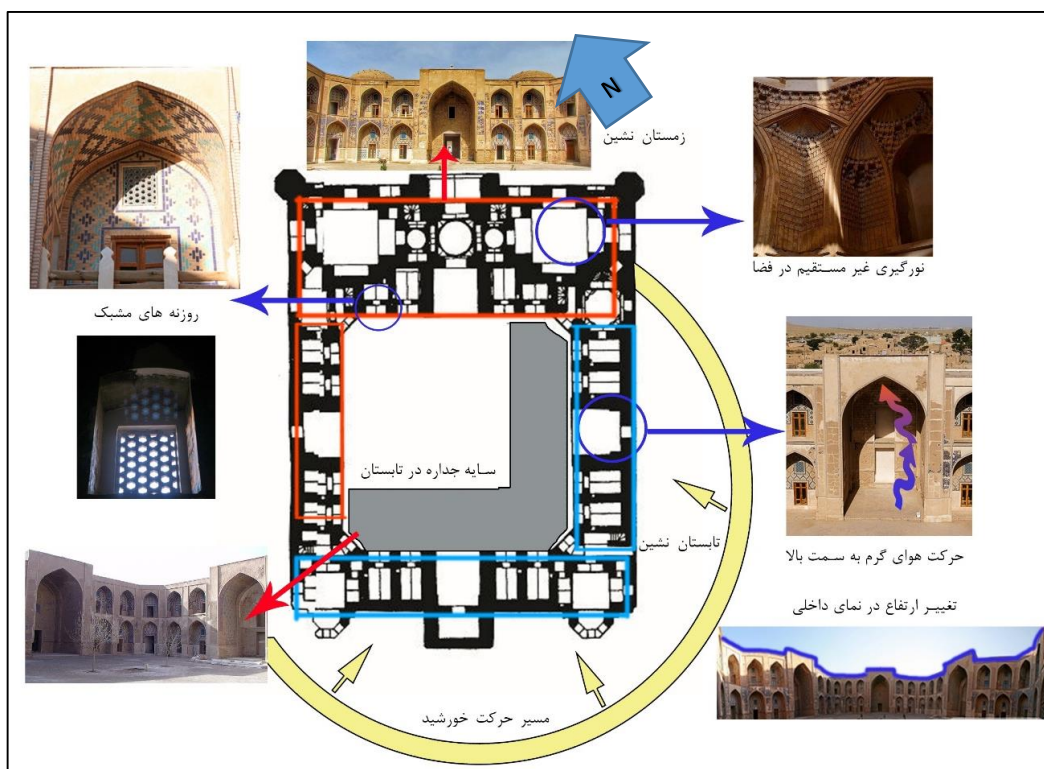 N
زمستان نشین
نورگیری غیر مستقیم در فضا
روزنه های مشبک
سایه جداره در تابستان
تابستان نشین
حرکت هوای گرم به سمت بالا
تغییر ارتفاع در نمای داخلی
مسیر حرکت خورشید